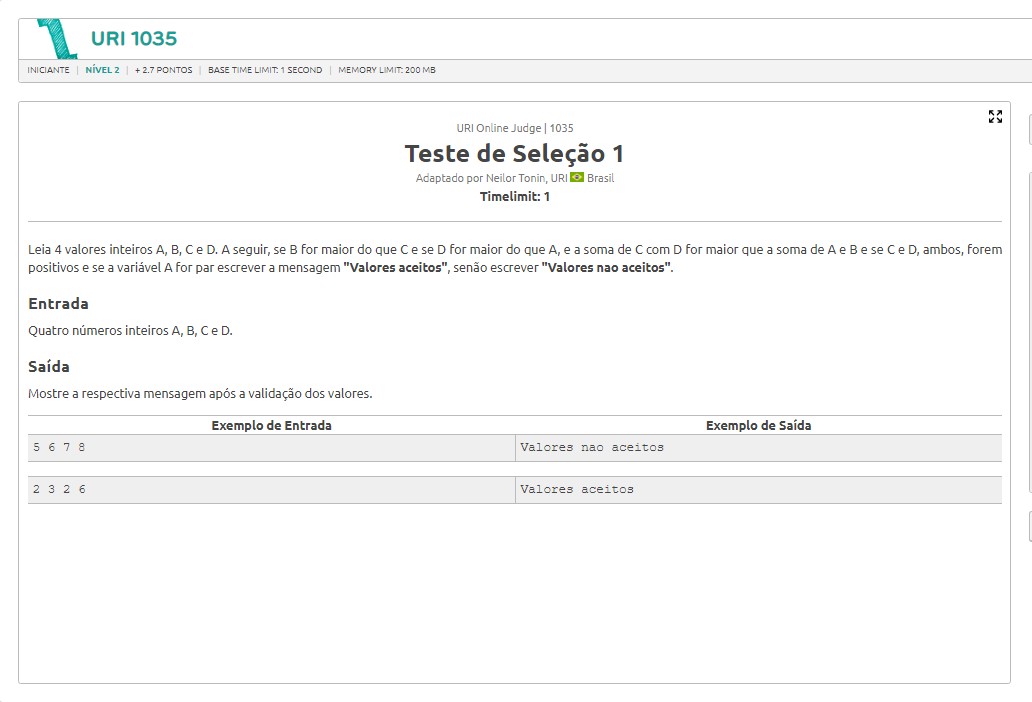 URI 1035
INICIANTE | NÍVEL 2 | + 2.7 PONTOS | BASE TIME LIMIT: 1 SECOND | MEMORY LIMIT: 200 MB
URI Online Judge | 1035
Teste de Seleção 1
Adaptado por Neilor Tonin, URI Brasil
Timelimit: 1
Leia 4 valores inteiros A, B, C e D. A seguir, se B for maior do que C e se D for maior do que A, e a soma de C com D for maior que a soma de A e B e se C e D, ambos, forem
positivos e se a variável A for par escrever a mensagem "Valores aceitos", senão escrever "Valores nao aceitos".
Entrada
Quatro números inteiros A, B, C e D.
Saída
Mostre a respectiva mensagem após a validação dos valores.
Exemplo de Entrada Exemplo de Saída
5 6 7 8 Valores nao aceitos
2 3 2 6 Valores aceitos